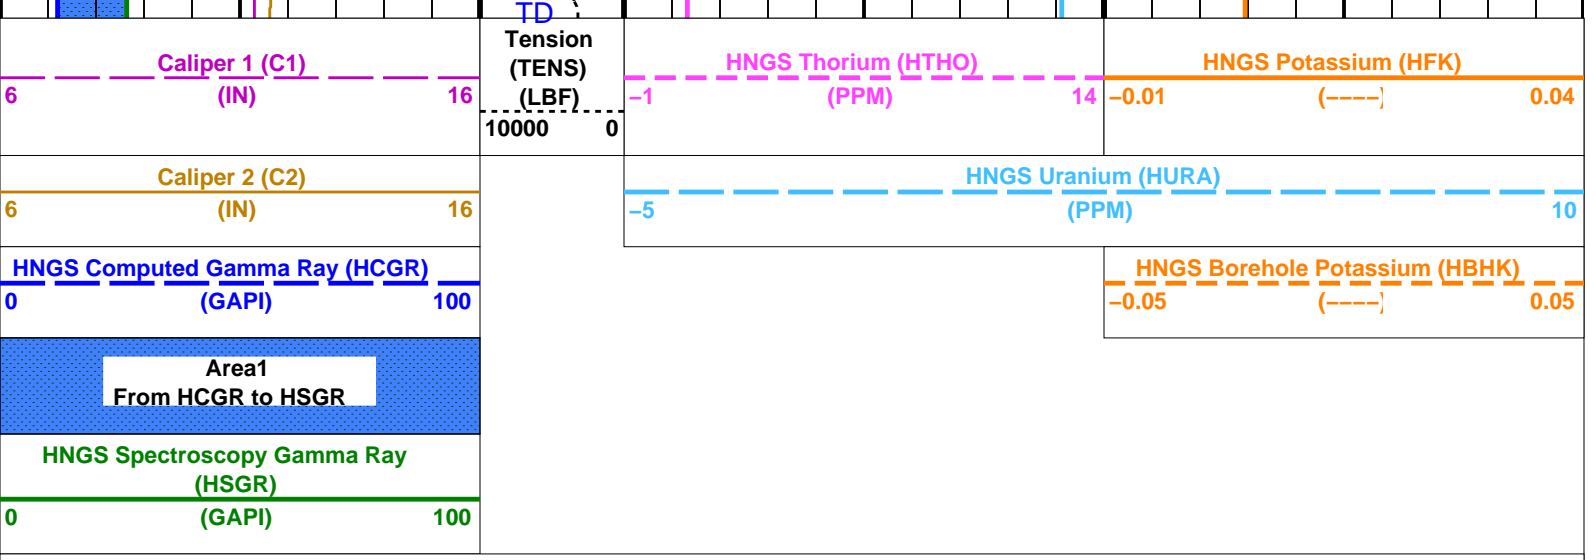 TD
Caliper 1 (C1)
6 (IN) 16
Tension
(TENS)
(LBF)
10000 0
HNGS Thorium (HTHO)
−1 (PPM) 14
HNGS Potassium (HFK)
−0.01 (−−−−) 0.04
Caliper 2 (C2)
6 (IN) 16
HNGS Uranium (HURA)
−5 (PPM) 10
HNGS Computed Gamma Ray (HCGR)
0 (GAPI) 100
HNGS Borehole Potassium (HBHK)
−0.05 (−−−−) 0.05
Area1
From HCGR to HSGR
HNGS Spectroscopy Gamma Ray
(HSGR)
0 (GAPI) 100